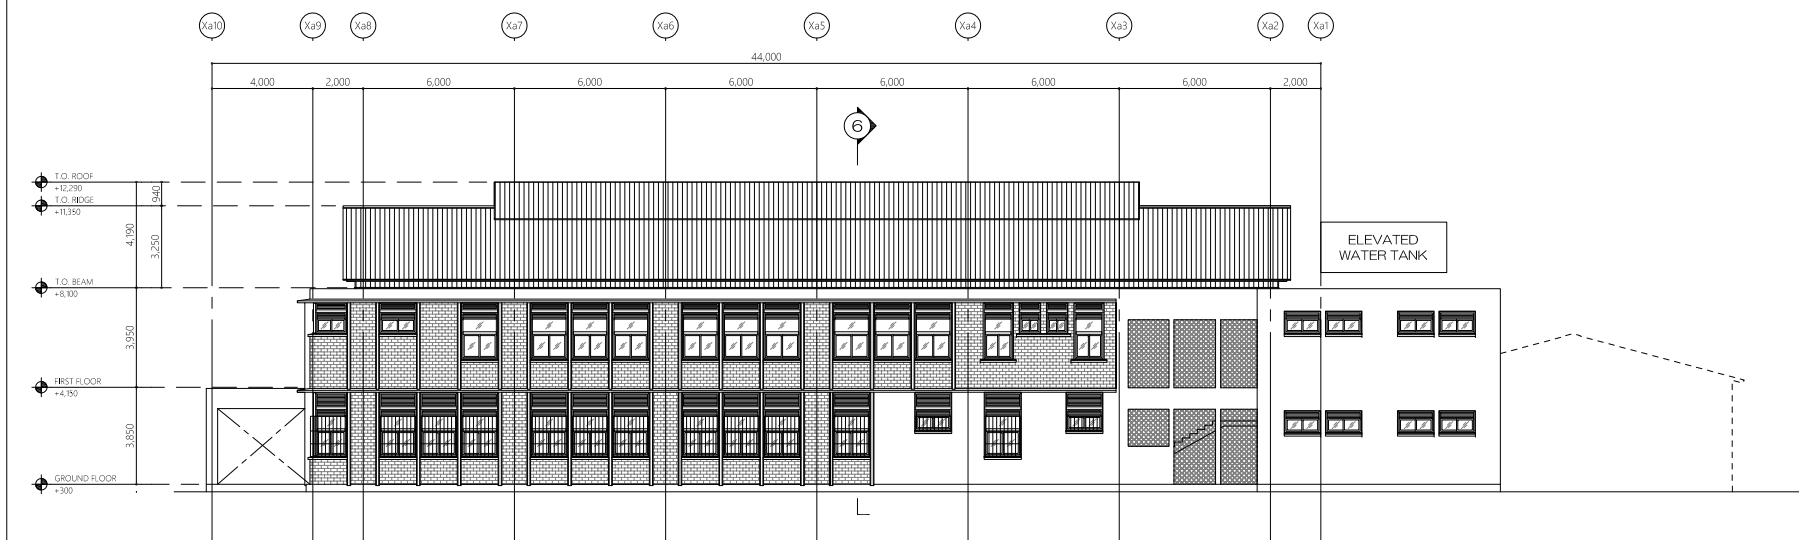 Xa10 Xa9 Xa8 Xa7 Xa6 Xa5 Xa4 Xa3 Xa2 Xa1
44,000
4,000 2,000 6,000 6,000 6,000 6,000 6,000 6,000 2,000
6
T.O. ROOF
+12,290
T.O. RIDGE
+11,350
940
4,190
3,250
ELEVATED
WATER TANK
T.O. BEAM
+8,100
3,950
FIRST FLOOR
+4,150
3,850
GROUND FLOOR
+300